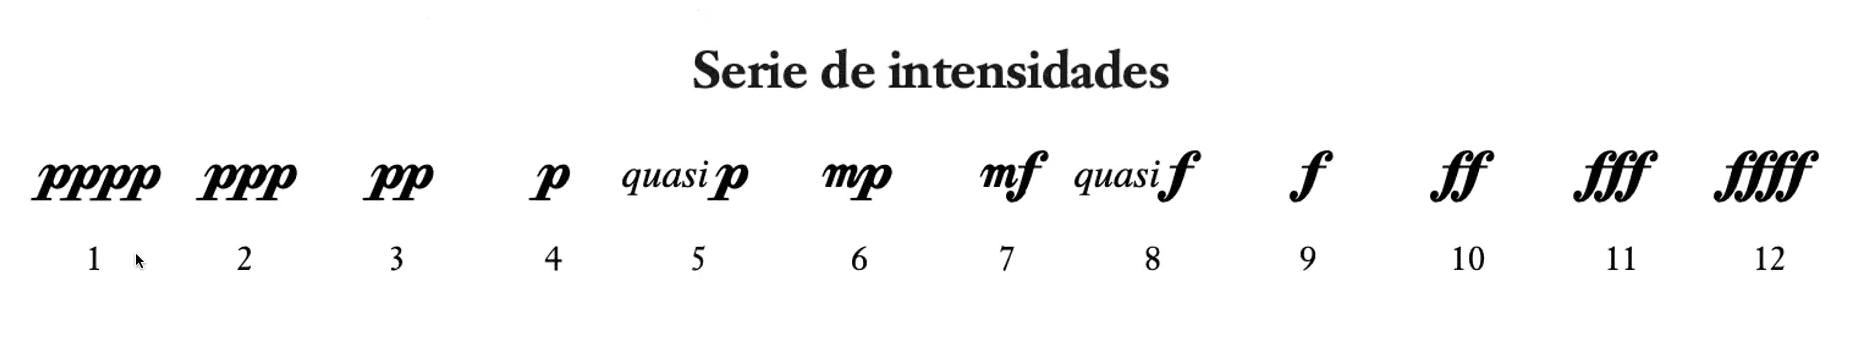 Serie de intensidades
pppp ppp pp p quasi p mp mf quasi f f ff fff ffff
1 2 3 4 5 6 7 8 9 10 11 12